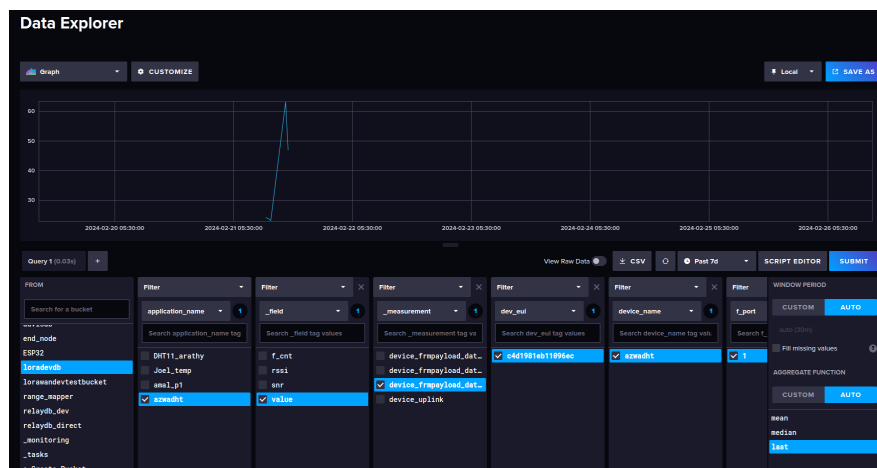 Data Explorer
Graph
CUSTOMIZE
Local
SAVE AS
60
50
40
30
2024-02-20 05:30:00
2024-02-21 05:30:00
2024-02-22 05:30:00
2024-02-23 05:30:00
2024-02-24 05:30:00
2024-02-25 05:30:00
2024-02-26 05:30:00
Query 1 (0.03s)
+
View Raw Data
CSV
Past 7d
SCRIPT EDITOR
SUBMIT
FROM
Search for a bucket
end_node
ESP32
loradevdb
lorawandevtestbucket
range_mapper
relaydb_dev
relaydb_direct
_monitoring
_tasks
Filter
application_name
1
Search application_name tag
DHT11_arathy
Joel_temp
amal_p1
azwadht
Filter
_field
1
Search _field tag values
f_cnt
rssi
snr
value
Filter
_measurement
1
Search _measurement tag va
device_frmpayload_dat…
device_frmpayload_dat…
device_frmpayload_dat…
device_uplink
Filter
dev_eui
1
Search dev_eui tag values
c4d1981eb11096ec
Filter
device_name
1
Search device_name tag valu
azwadht
Filter
f_port
Search f_
1
WINDOW PERIOD
CUSTOM
AUTO
auto (30m)
Fill missing values
?
AGGREGATE FUNCTION
CUSTOM
AUTO
mean
median
last